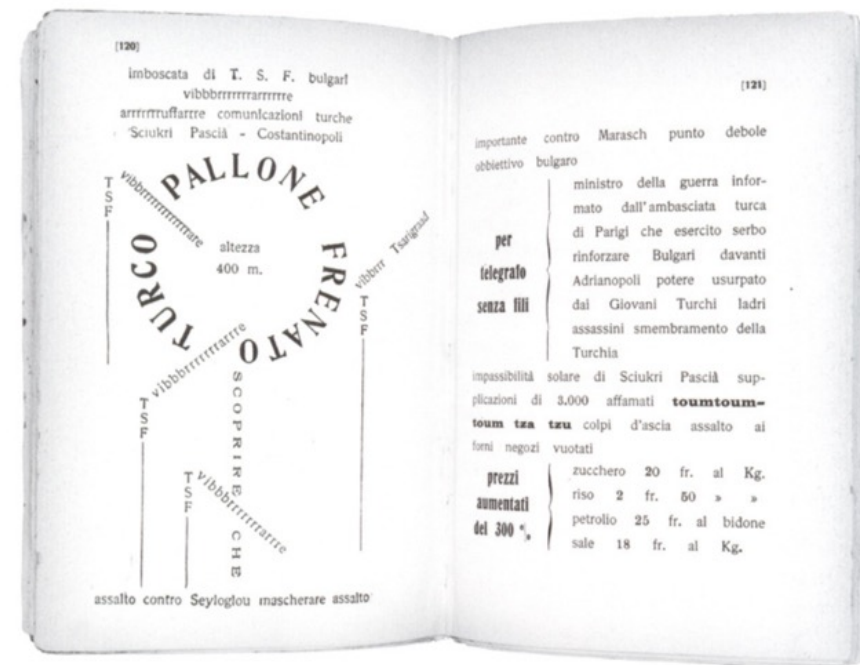 [120]
imboscata di T. S. F. bulgari
vibbbrrrrrrrarrrrrre
arrrrrruffarrre comunicazioni turche
Sciukri Pascià - Costantinopoli
TSF
vibbrrrrrrrrrrrare
PALLONE FRENATO TURCO
altezza
400 m.
TSF
vibbrrr Tsarigrad
TSF
vibbbrrrrrrrarrre
SCOPRIRE CHE
TSF
vibbbrrrrrrrarrre
assalto contro Seyloglou mascherare assalto
[121]
importante contro Marasch punto debole
obbiettivo bulgaro
per
telegrafo
senza fili
ministro della guerra infor-
mato dall'ambasciata turca
di Parigi che esercito serbo
rinforzare Bulgari davanti
Adrianopoli potere usurpato
dai Giovani Turchi ladri
assassini smembramento della
Turchia
impassibilità solare di Sciukri Pascià sup-
plicazioni di 3.000 affamati toumtoum-
toum tza tzu colpi d'ascia assalto ai
forni negozi vuotati
prezzi
aumentati
del 300 %
zucchero 20 fr. al Kg.
riso 2 fr. 50 » »
petrolio 25 fr. al bidone
sale 18 fr. al Kg.